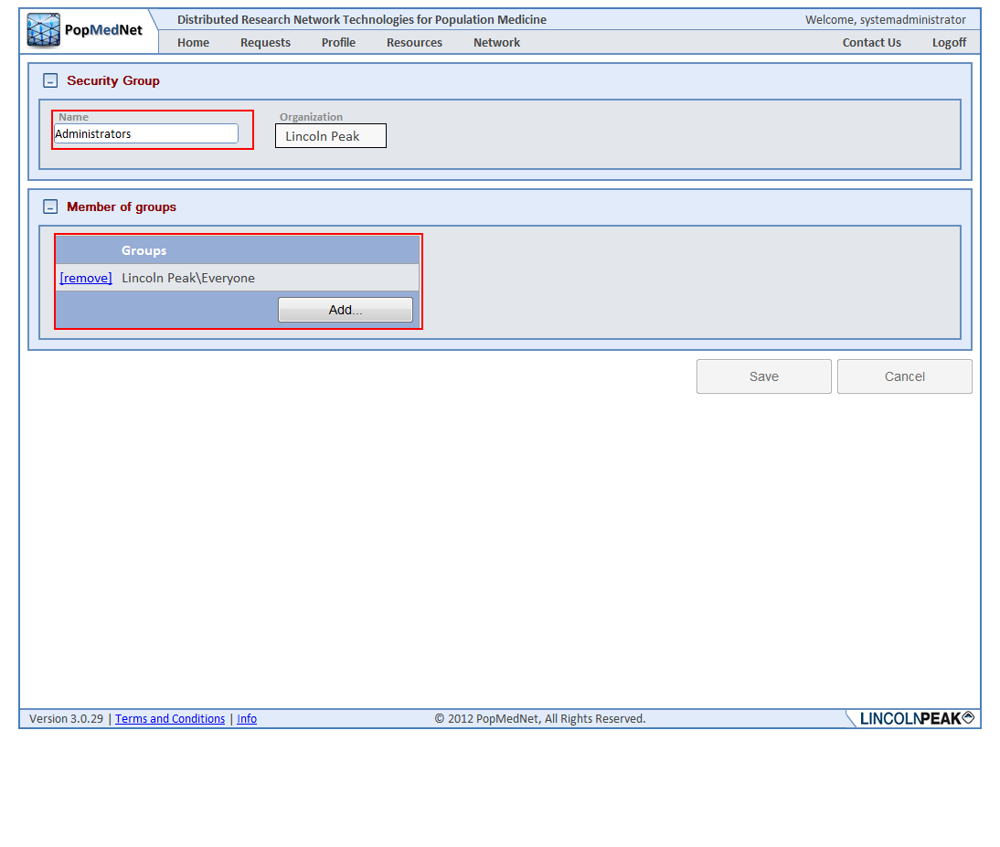 PopMedNet
Distributed Research Network Technologies for Population Medicine
Welcome, systemadministrator
Home Requests Profile Resources Network Contact Us Logoff
Security Group
Name Organization
Administrators Lincoln Peak
Member of groups
Groups
[remove] Lincoln Peak\Everyone
Add...
Save Cancel
Version 3.0.29 | Terms and Conditions | Info © 2012 PopMedNet, All Rights Reserved. LINCOLNPEAK